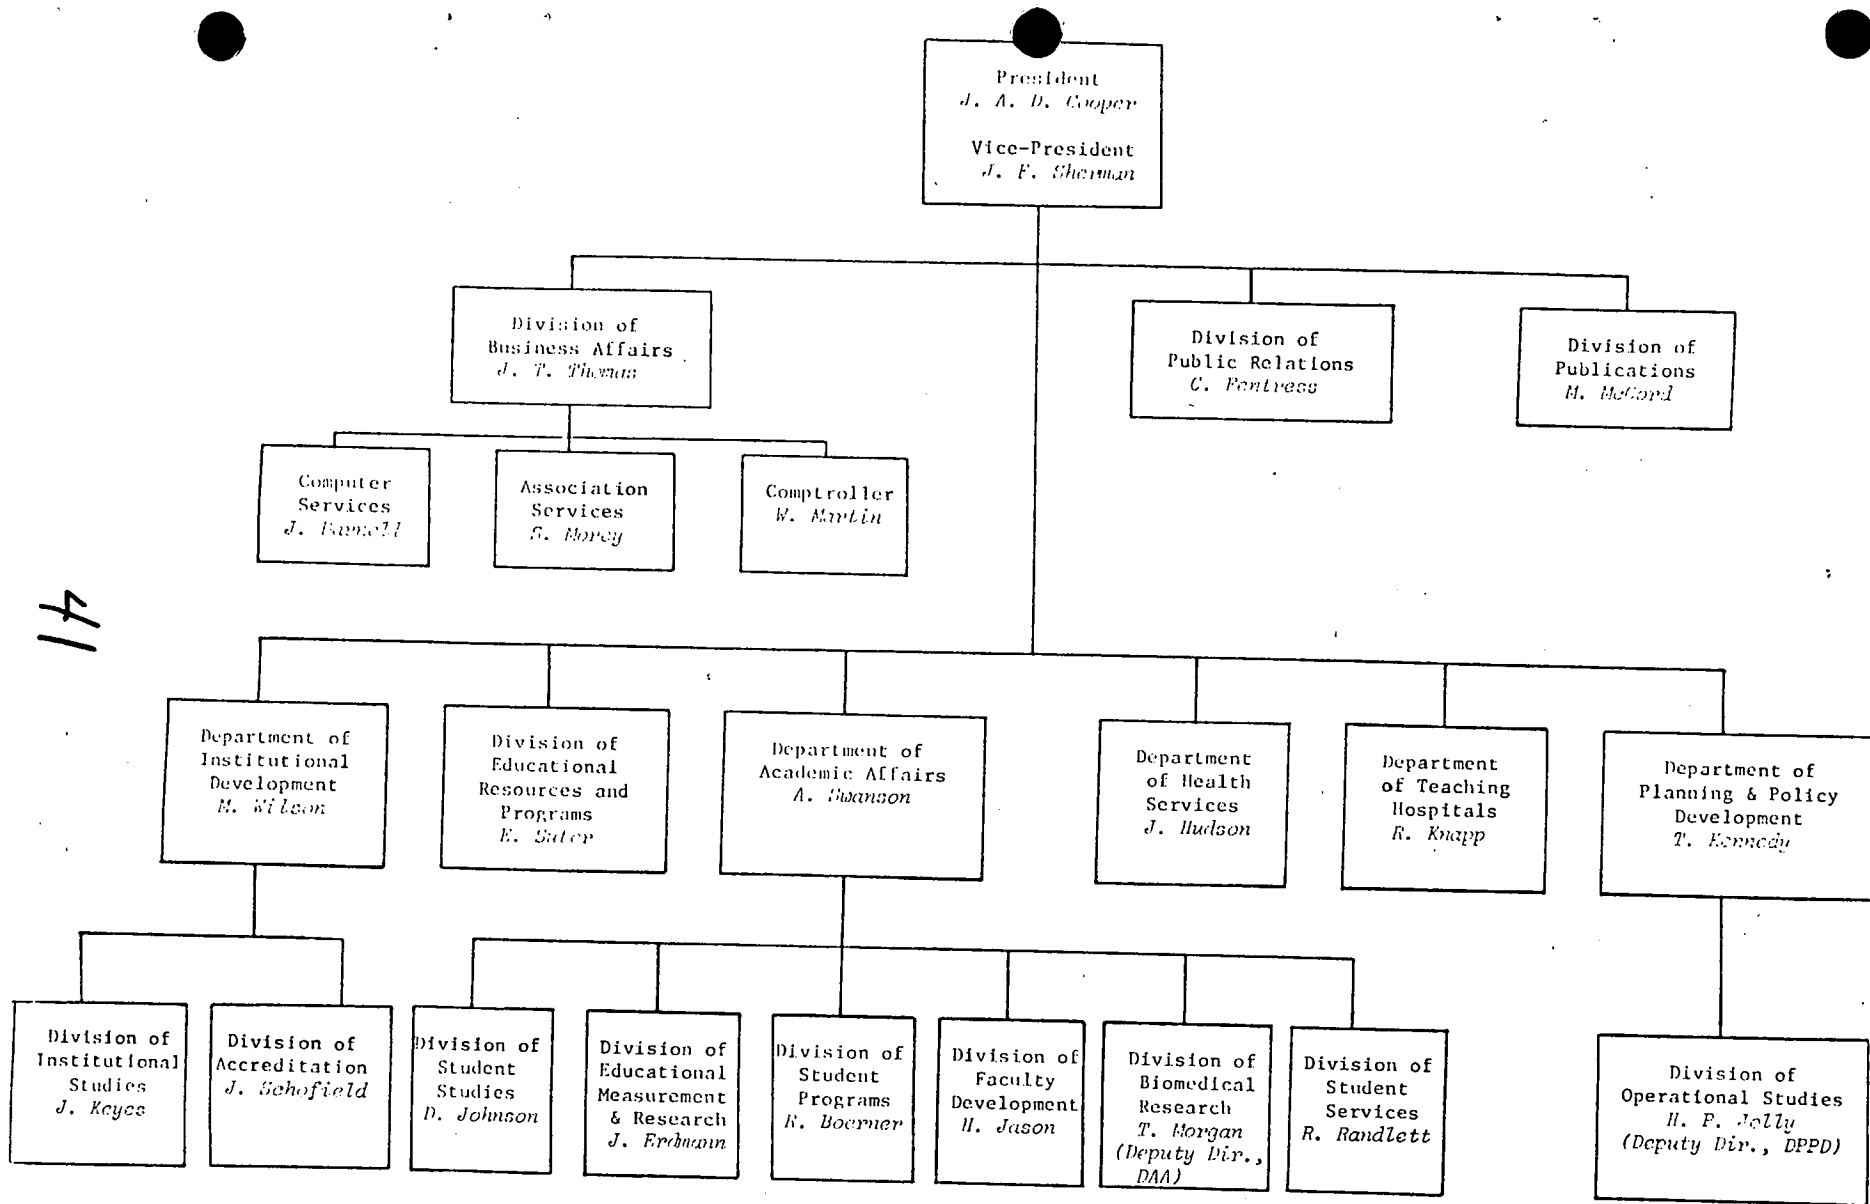 President
J. A. D. Cooper
Vice-President
J. F. Sherman
Division of
Business Affairs
J. T. Thomas
Division of
Public Relations
C. Fentress
Division of
Publications
M. McCord
Computer
Services
J.
Association
Services
S. Morey
Comptroller
W. Martin
41
Department of
Institutional
Development
M. Wilson
Division of
Educational
Resources and
Programs
E. Suter
Department of
Academic Affairs
A. Swanson
Department
of Health
Services
J. Hudson
Department
of Teaching
Hospitals
R. Knapp
Department of
Planning & Policy
Development
T. Kennedy
Division of
Institutional
Studies
J. Keyes
Division of
Accreditation
J. Schofield
Division of
Student
Studies
D. Johnson
Division of
Educational
Measurement
& Research
J. Erdmann
Division of
Student
Programs
R. Boerner
Division of
Faculty
Development
H. Jason
Division of
Biomedical
Research
T. Morgan
(Deputy Dir.,
DAA)
Division of
Student
Services
R. Randlett
Division of
Operational Studies
H. P. Jolly
(Deputy Dir., DPPD)